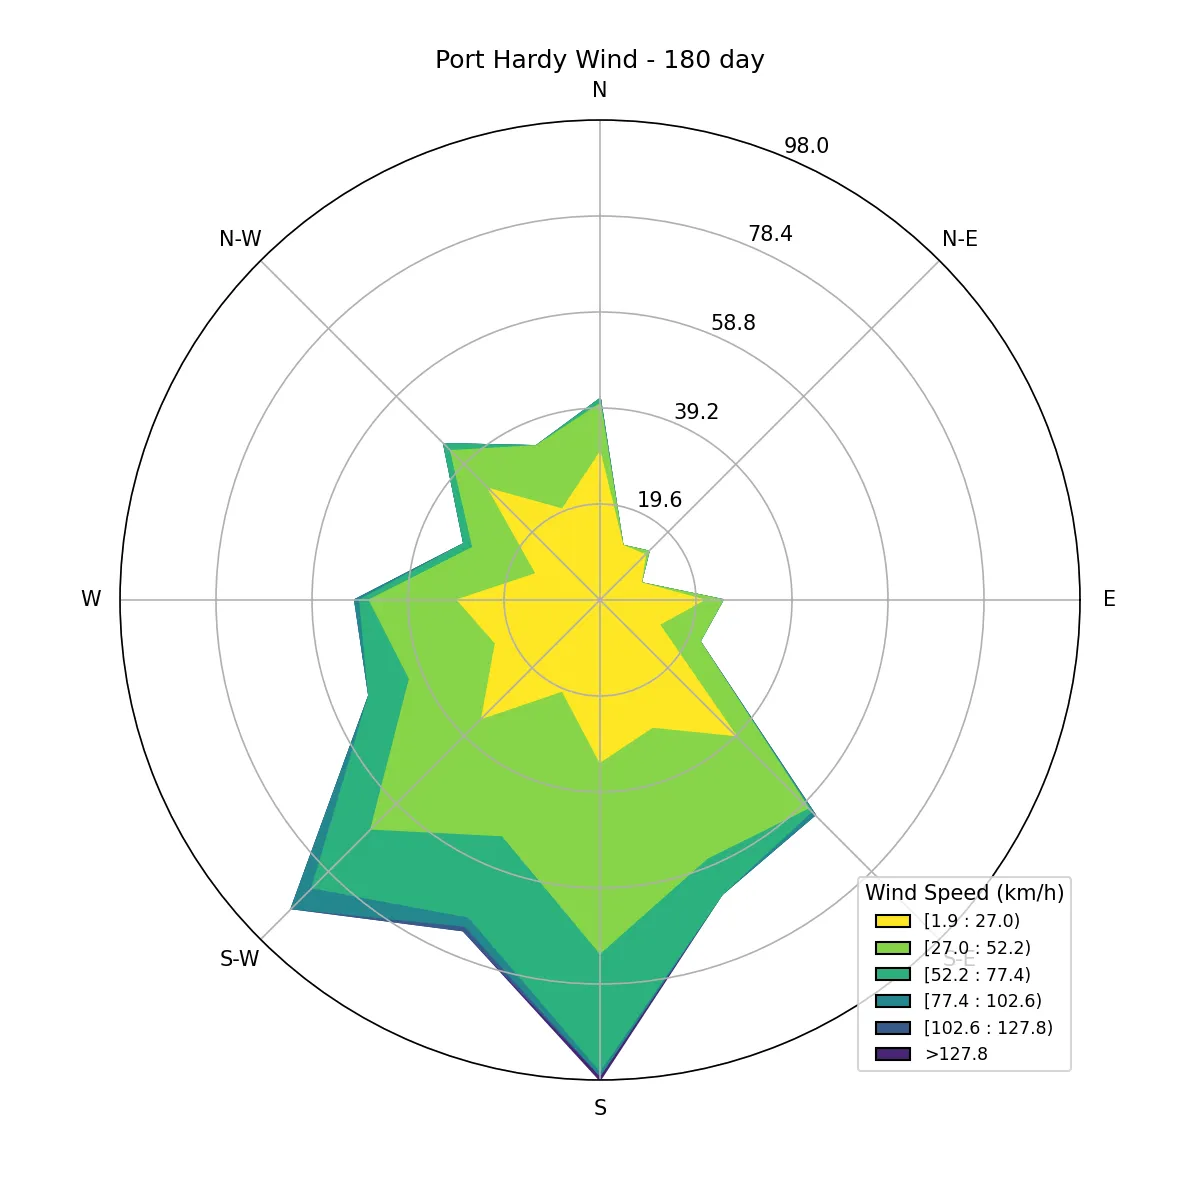 Port Hardy Wind - 180 day
N
98.0
N-W
78.4
N-E
58.8
39.2
19.6
W
E
S-W
S-E
S
Wind Speed (km/h)
[1.9 : 27.0)
[27.0 : 52.2)
[52.2 : 77.4)
[77.4 : 102.6)
[102.6 : 127.8)
>127.8